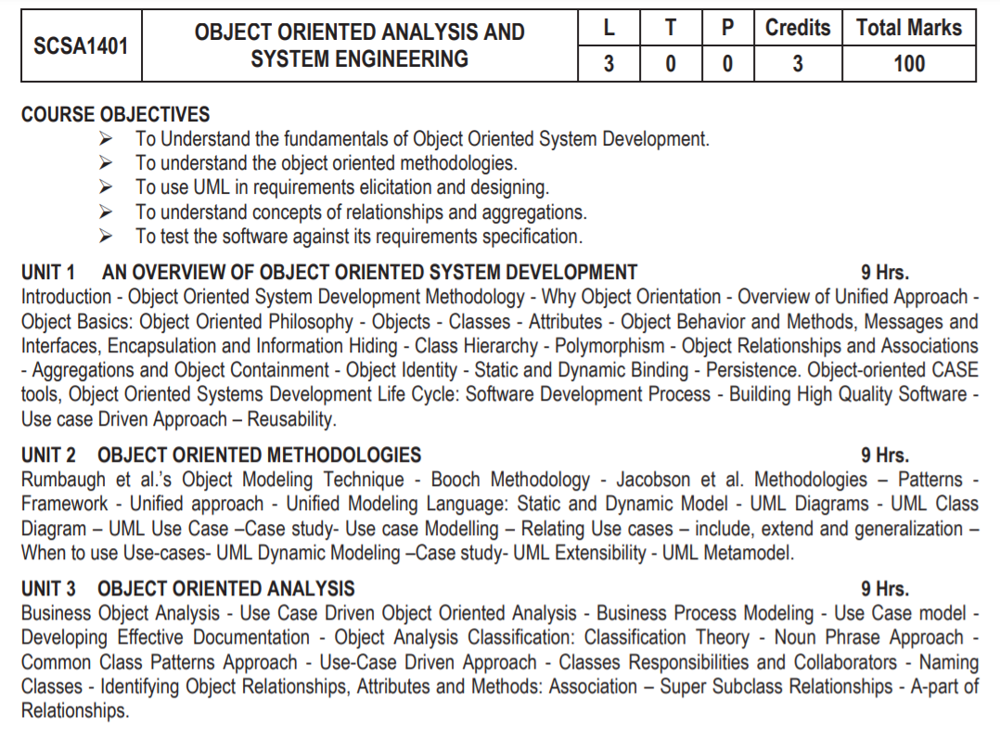 SCSA1401
OBJECT ORIENTED ANALYSIS AND
SYSTEM ENGINEERING
L T P Credits Total Marks
3 0 0 3 100
COURSE OBJECTIVES
➢ To Understand the fundamentals of Object Oriented System Development.
➢ To understand the object oriented methodologies.
➢ To use UML in requirements elicitation and designing.
➢ To understand concepts of relationships and aggregations.
➢ To test the software against its requirements specification.
UNIT 1 AN OVERVIEW OF OBJECT ORIENTED SYSTEM DEVELOPMENT 9 Hrs.
Introduction - Object Oriented System Development Methodology - Why Object Orientation - Overview of Unified Approach -
Object Basics: Object Oriented Philosophy - Objects - Classes - Attributes - Object Behavior and Methods, Messages and
Interfaces, Encapsulation and Information Hiding - Class Hierarchy - Polymorphism - Object Relationships and Associations
- Aggregations and Object Containment - Object Identity - Static and Dynamic Binding - Persistence. Object-oriented CASE
tools, Object Oriented Systems Development Life Cycle: Software Development Process - Building High Quality Software -
Use case Driven Approach – Reusability.
UNIT 2 OBJECT ORIENTED METHODOLOGIES 9 Hrs.
Rumbaugh et al.'s Object Modeling Technique - Booch Methodology - Jacobson et al. Methodologies – Patterns -
Framework - Unified approach - Unified Modeling Language: Static and Dynamic Model - UML Diagrams - UML Class
Diagram – UML Use Case –Case study- Use case Modelling – Relating Use cases – include, extend and generalization –
When to use Use-cases- UML Dynamic Modeling –Case study- UML Extensibility - UML Metamodel.
UNIT 3 OBJECT ORIENTED ANALYSIS 9 Hrs.
Business Object Analysis - Use Case Driven Object Oriented Analysis - Business Process Modeling - Use Case model -
Developing Effective Documentation - Object Analysis Classification: Classification Theory - Noun Phrase Approach -
Common Class Patterns Approach - Use-Case Driven Approach - Classes Responsibilities and Collaborators - Naming
Classes - Identifying Object Relationships, Attributes and Methods: Association – Super Subclass Relationships - A-part of
Relationships.